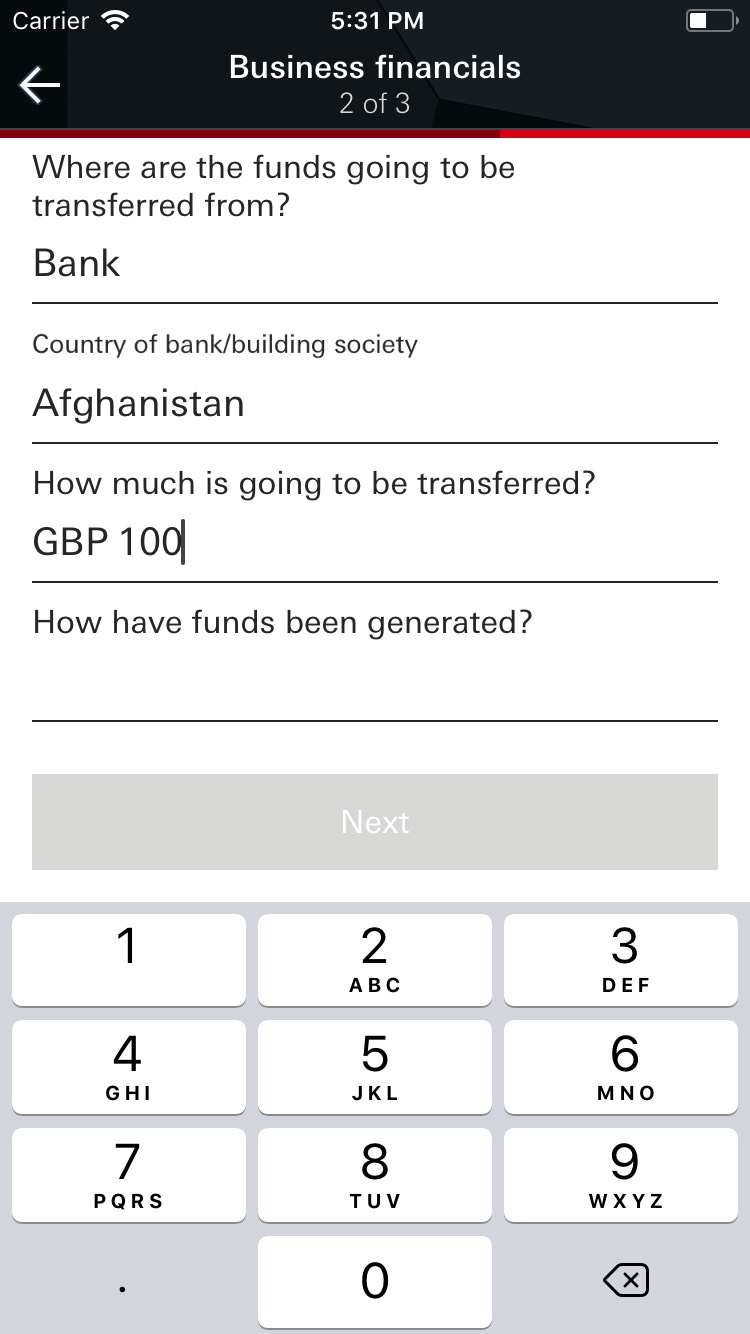 Carrier 5:31 PM
Business financials
2 of 3
Where are the funds going to be
transferred from?
Bank
Country of bank/building society
Afghanistan
How much is going to be transferred?
GBP 100
How have funds been generated?
Next
1 2 3
ABC DEF
4 5 6
GHI JKL MNO
7 8 9
PQRS TUV WXYZ
. 0